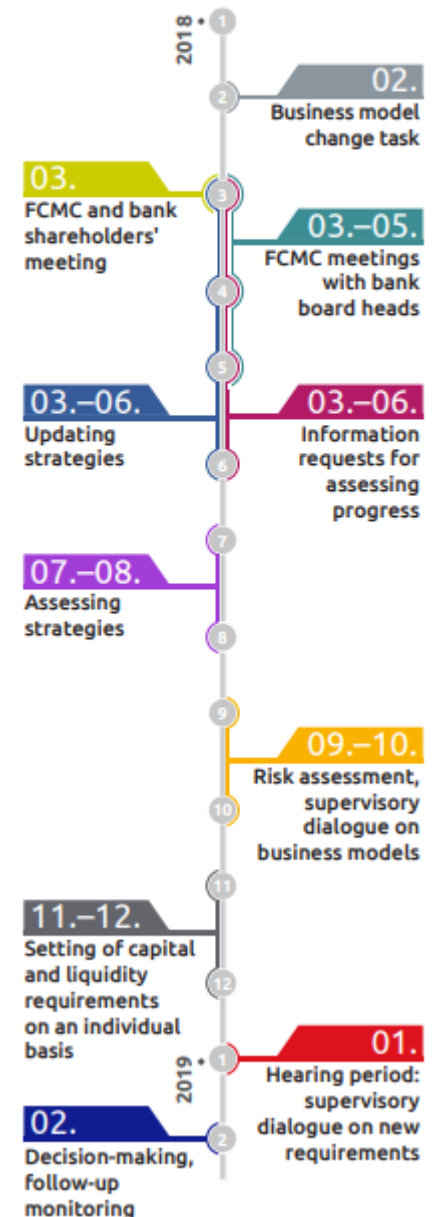 2018
1
2
02.
Business model
change task
03.
FCMC and bank
shareholders'
meeting
3
03.–05.
FCMC meetings
with bank
board heads
4
5
03.–06.
Updating
strategies
03.–06.
Information
requests for
assessing
progress
6
7
07.–08.
Assessing
strategies
8
9
09.–10.
Risk assessment,
supervisory
dialogue on
business models
10
11
11.–12.
Setting of capital
and liquidity
requirements
on an individual
basis
12
2019
1
01.
Hearing period:
supervisory
dialogue on new
requirements
02.
Decision-making,
follow-up
monitoring
2